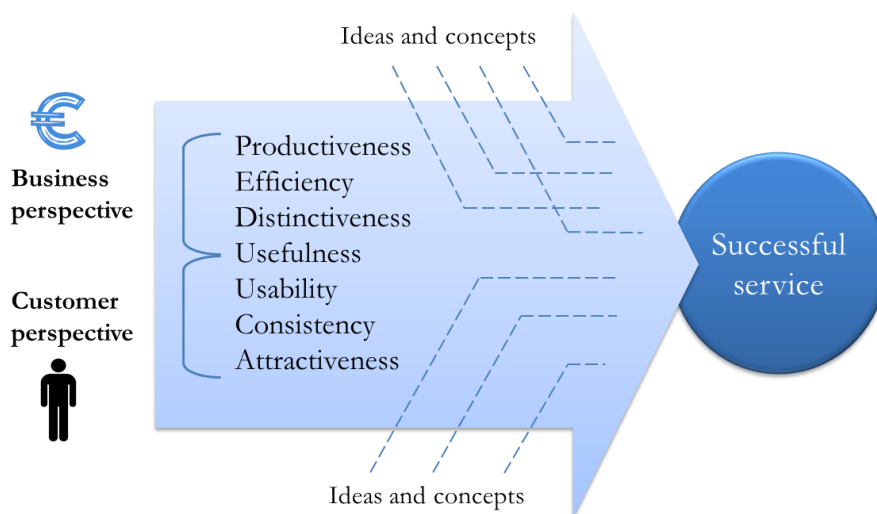 Ideas and concepts
Business
perspective
Productiveness
Efficiency
Distinctiveness
Usefulness
Usability
Consistency
Attractiveness
Customer
perspective
Successful
service
Ideas and concepts